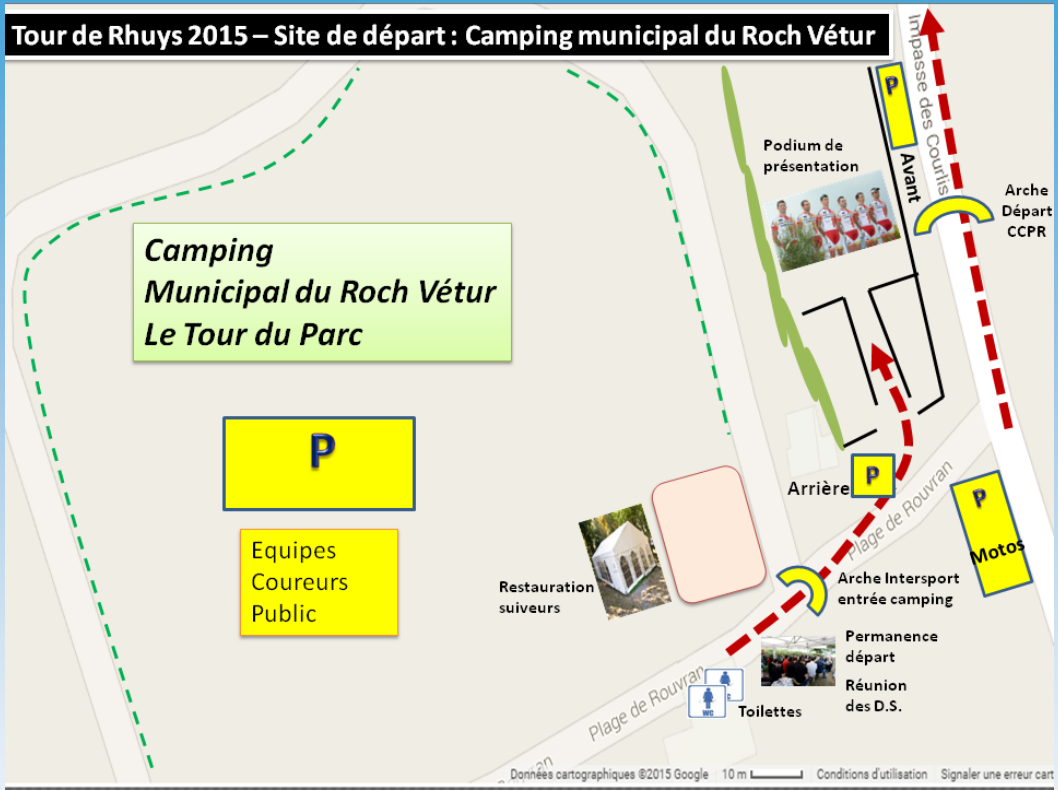 Tour de Rhuys 2015 – Site de départ : Camping municipal du Roch Vétur
Impasse des Courlis
P
Avant
Podium de
présentation
Arche
Départ
CCPR
Camping
Municipal du Roch Vétur
Le Tour du Parc
P
Equipes
Coureurs
Public
Arrière
P
Plage de Rouvran
P
Motos
Restauration
suiveurs
Arche Intersport
entrée camping
Permanence
départ
Réunion
des D.S.
WC
Toilettes
Plage de Rouvran
Données cartographiques ©2015 Google
10 m
Conditions d'utilisation
Signaler une erreur cart